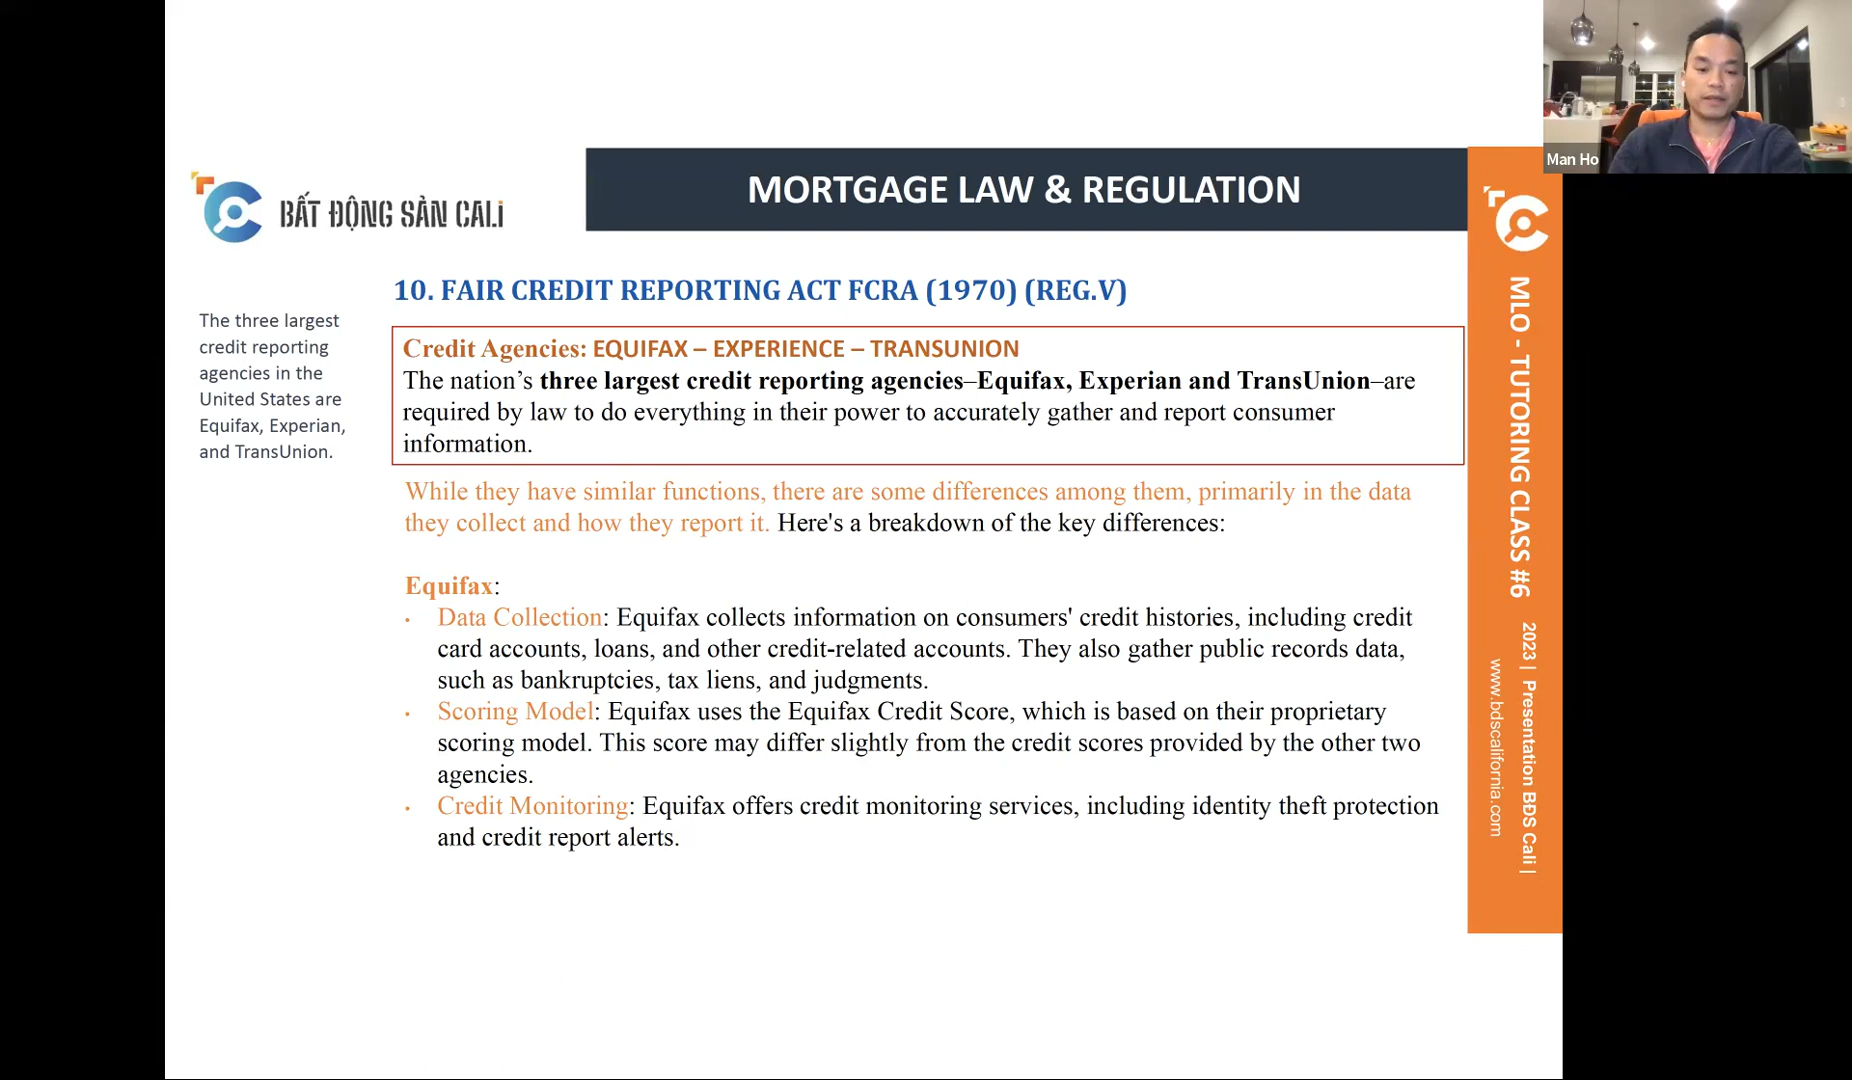 Man Ho
BẤT ĐỘNG SẢN CALi
MORTGAGE LAW & REGULATION
10. FAIR CREDIT REPORTING ACT FCRA (1970) (REG.V)
The three largest
credit reporting
agencies in the
United States are
Equifax, Experian,
and TransUnion.
Credit Agencies: EQUIFAX – EXPERIENCE – TRANSUNION
The nation’s three largest credit reporting agencies–Equifax, Experian and TransUnion–are
required by law to do everything in their power to accurately gather and report consumer
information.
While they have similar functions, there are some differences among them, primarily in the data
they collect and how they report it. Here's a breakdown of the key differences:
Equifax:
• Data Collection: Equifax collects information on consumers' credit histories, including credit
card accounts, loans, and other credit-related accounts. They also gather public records data,
such as bankruptcies, tax liens, and judgments.
• Scoring Model: Equifax uses the Equifax Credit Score, which is based on their proprietary
scoring model. This score may differ slightly from the credit scores provided by the other two
agencies.
• Credit Monitoring: Equifax offers credit monitoring services, including identity theft protection
and credit report alerts.
MLO - TUTORING CLASS #6
2023 | Presentation BĐS Cali |
www.bdscalifornia.com